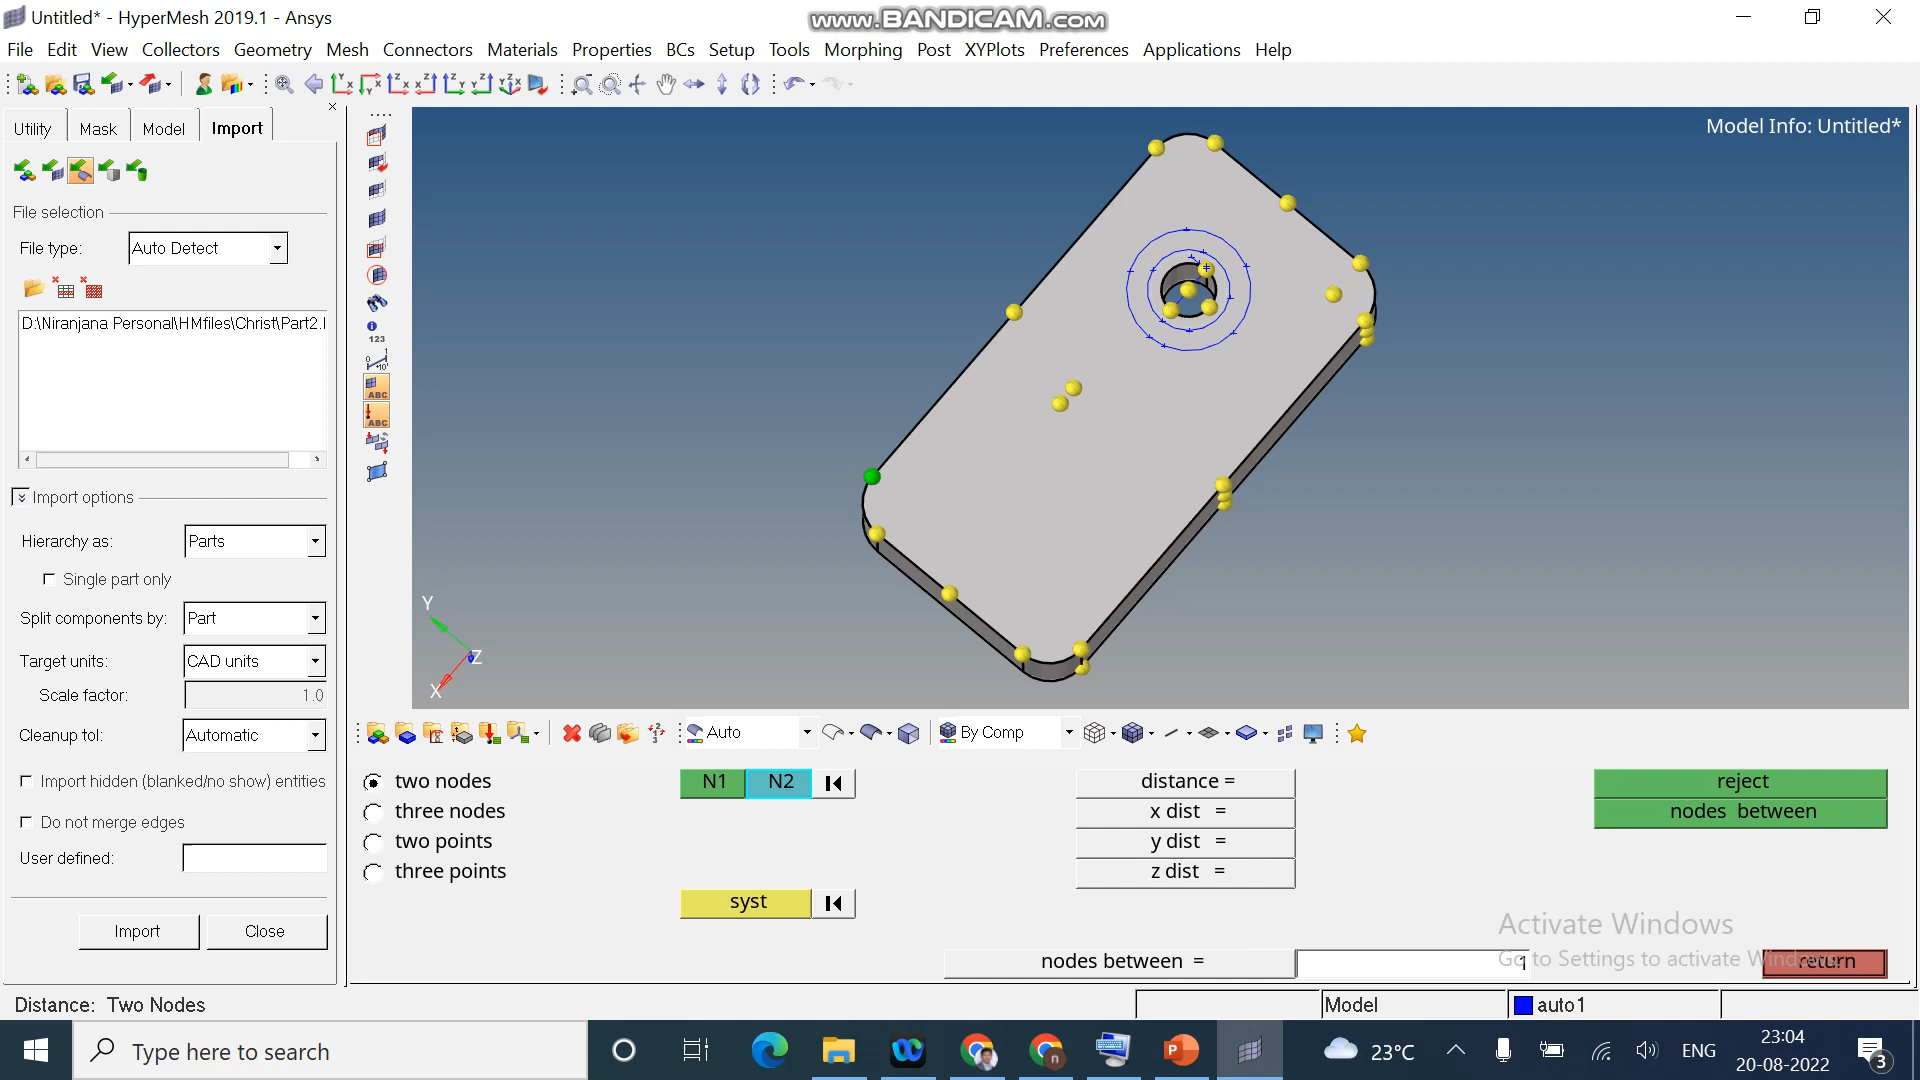 Untitled* - HyperMesh 2019.1 - Ansys
www.BANDICAM.com
File Edit View Collectors Geometry Mesh Connectors Materials Properties BCs Setup Tools Morphing Post XYPlots Preferences Applications Help
Utility Mask Model Import
Model Info: Untitled*
File selection
File type: Auto Detect
D:\Niranjana Personal\HMfiles\Christ\Part2.I
123
ABC
ABC
Import options
Hierarchy as: Parts
Single part only
Split components by: Part
Target units: CAD units
Scale factor: 1.0
Cleanup tol: Automatic
Import hidden (blanked/no show) entities
Do not merge edges
User defined:
Import Close
Y
Z
X
Auto By Comp
two nodes N1 N2 distance = reject
three nodes x dist = nodes between
two points y dist =
three points z dist =
syst
Activate Windows
Go to Settings to activate Windows.
nodes between = 1 return
Distance: Two Nodes Model auto1
Type here to search 23°C ENG 23:04
20-08-2022 3